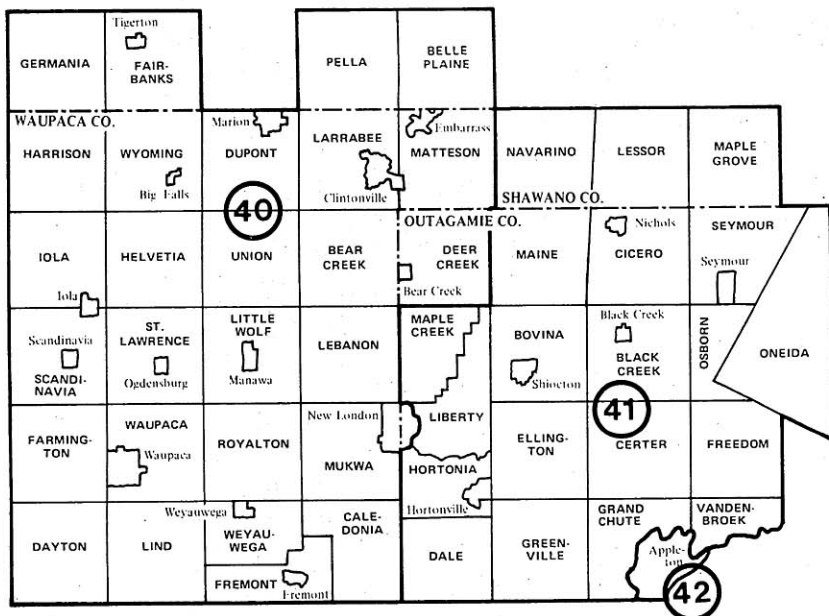 Tigerton
GERMANIA
FAIR-
BANKS
PELLA
BELLE
PLAINE
WAUPACA CO.
Marion
Embarrass
HARRISON
WYOMING
DUPONT
LARRABEE
MATTESON
NAVARINO
LESSOR
MAPLE
GROVE
Big Falls
Clintonville
40
SHAWANO CO.
OUTAGAMIE CO.
IOLA
HELVETIA
UNION
BEAR
CREEK
DEER
CREEK
MAINE
Nichols
CICERO
SEYMOUR
Seymour
Iola
Bear Creek
Scandinavia
SCANDI-
NAVIA
ST.
LAWRENCE
Ogdensburg
LITTLE
WOLF
Manawa
LEBANON
MAPLE
CREEK
BOVINA
Shiocton
Black Creek
BLACK
CREEK
OSBORN
ONEIDA
41
FARMING-
TON
WAUPACA
Waupaca
ROYALTON
New London
MUKWA
LIBERTY
HORTONIA
Hortonville
ELLING-
TON
CERTER
FREEDOM
DAYTON
LIND
Weyauwega
WEYAU-
WEGA
FREMONT
Fremont
CALE-
DONIA
DALE
GREEN-
VILLE
GRAND
CHUTE
VANDEN-
BROEK
Apple-
ton
42